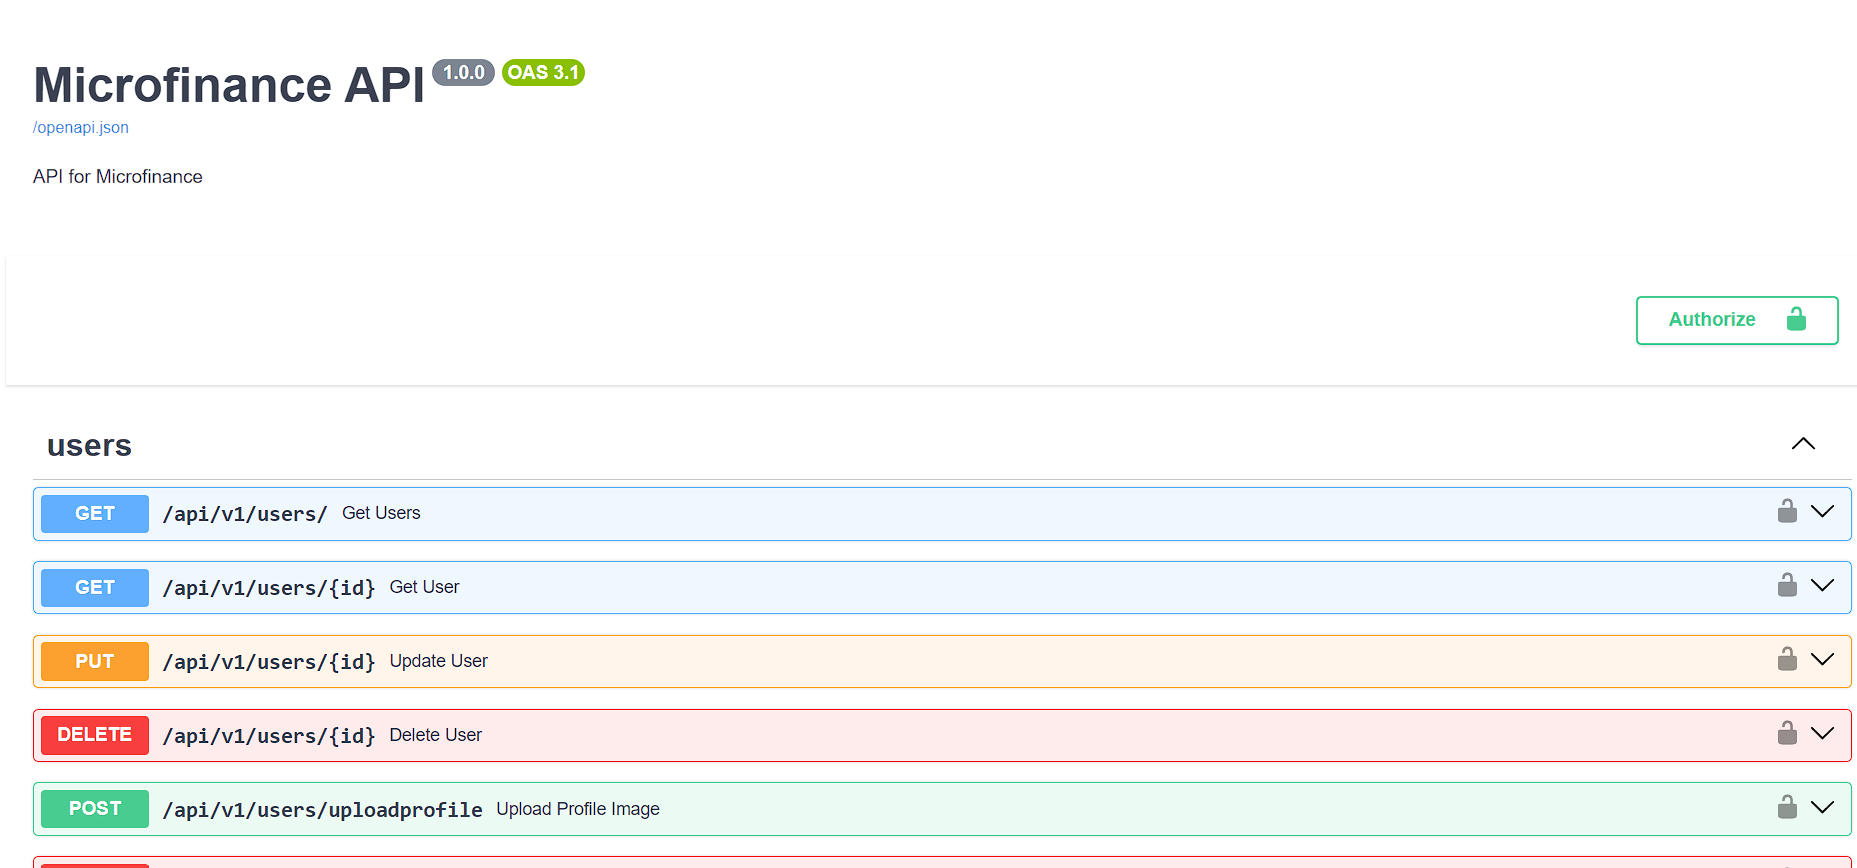 Microfinance API 1.0.0 OAS 3.1
/openapi.json
API for Microfinance
Authorize
users
GET /api/v1/users/ Get Users
GET /api/v1/users/{id} Get User
PUT /api/v1/users/{id} Update User
DELETE /api/v1/users/{id} Delete User
POST /api/v1/users/uploadprofile Upload Profile Image